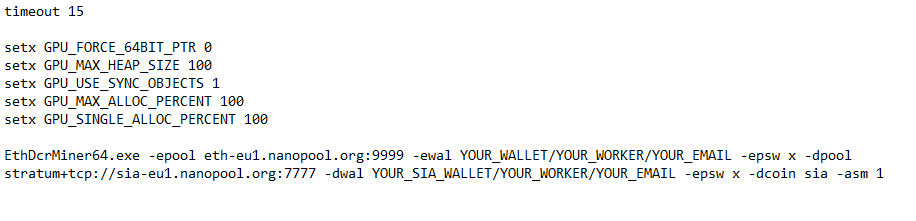 timeout 15
setx GPU_FORCE_64BIT_PTR 0
setx GPU_MAX_HEAP_SIZE 100
setx GPU_USE_SYNC_OBJECTS 1
setx GPU_MAX_ALLOC_PERCENT 100
setx GPU_SINGLE_ALLOC_PERCENT 100
EthDcrMiner64.exe -epool eth-eu1.nanopool.org:9999 -ewal YOUR_WALLET/YOUR_WORKER/YOUR_EMAIL -epsw x -dpool
stratum+tcp://sia-eu1.nanopool.org:7777 -dwal YOUR_SIA_WALLET/YOUR_WORKER/YOUR_EMAIL -epsw x -dcoin sia -asm 1